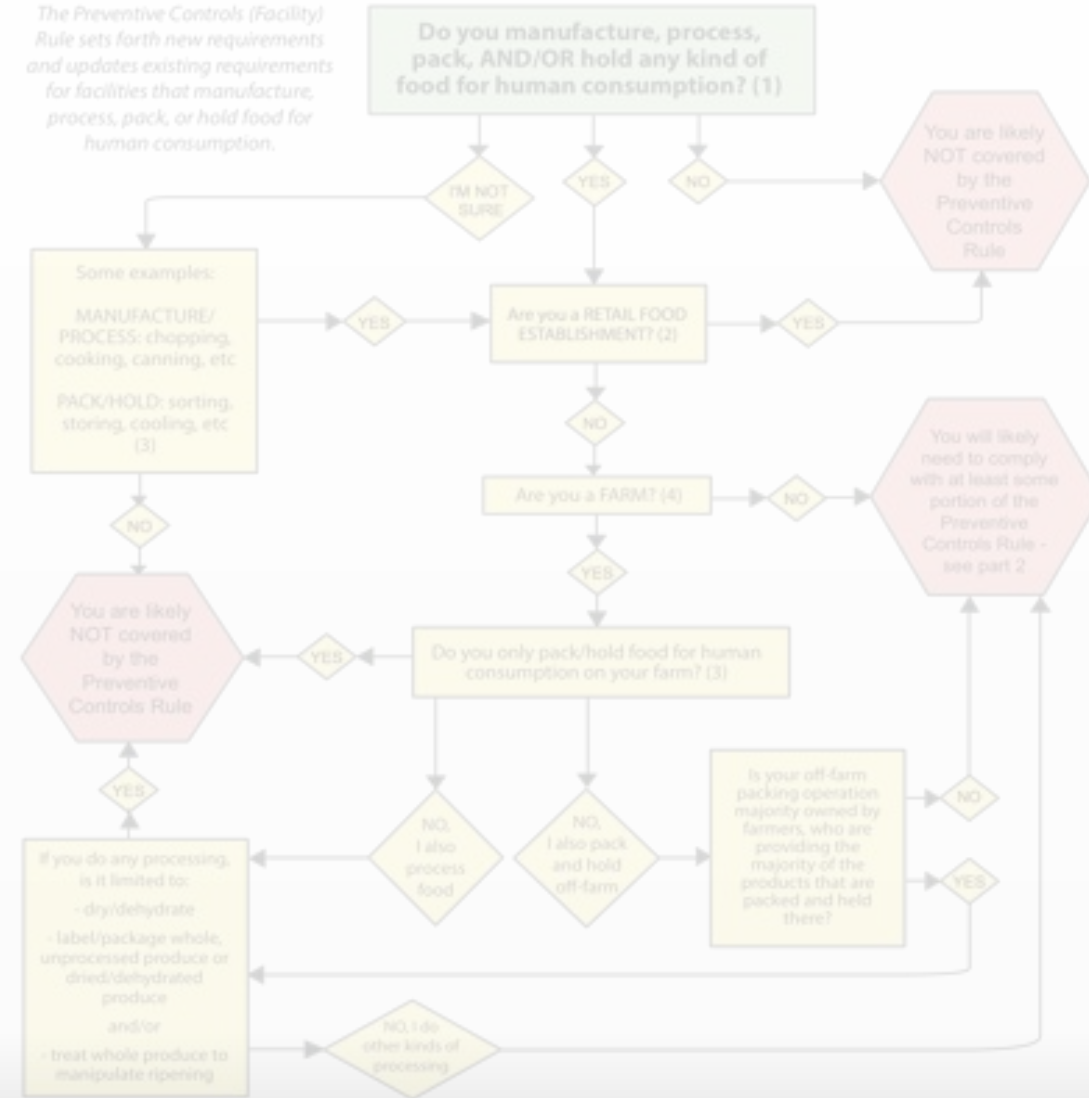 The Preventive Controls (Facility)
Rule sets forth new requirements
and updates existing requirements
for facilities that manufacture,
process, pack, or hold food for
human consumption.
Do you manufacture, process,
pack, AND/OR hold any kind of
food for human consumption? (1)
I'M NOT
SURE
YES
NO
You are likely
NOT covered
by the
Preventive
Controls
Rule
Some examples:
MANUFACTURE/
PROCESS: chopping,
cooking, canning, etc
PACK/HOLD: sorting,
storing, cooling, etc
(3)
YES
Are you a RETAIL FOOD
ESTABLISHMENT? (2)
YES
NO
NO
Are you a FARM? (4)
NO
You will likely
need to comply
with at least some
portion of the
Preventive
Controls Rule -
see part 2
YES
You are likely
NOT covered
by the
Preventive
Controls Rule
YES
Do you only pack/hold food for human
consumption on your farm? (3)
YES
NO,
I also
process
food
NO,
I also pack
and hold
off-farm
Is your off-farm
packing operation
majority owned by
farmers, who are
providing the
majority of the
products that are
packed and held
there?
NO
YES
If you do any processing,
is it limited to:
- dry/dehydrate
- label/package whole,
unprocessed produce or
dried/dehydrated
produce
and/or
- treat whole produce to
manipulate ripening
NO, I do
other kinds of
processing